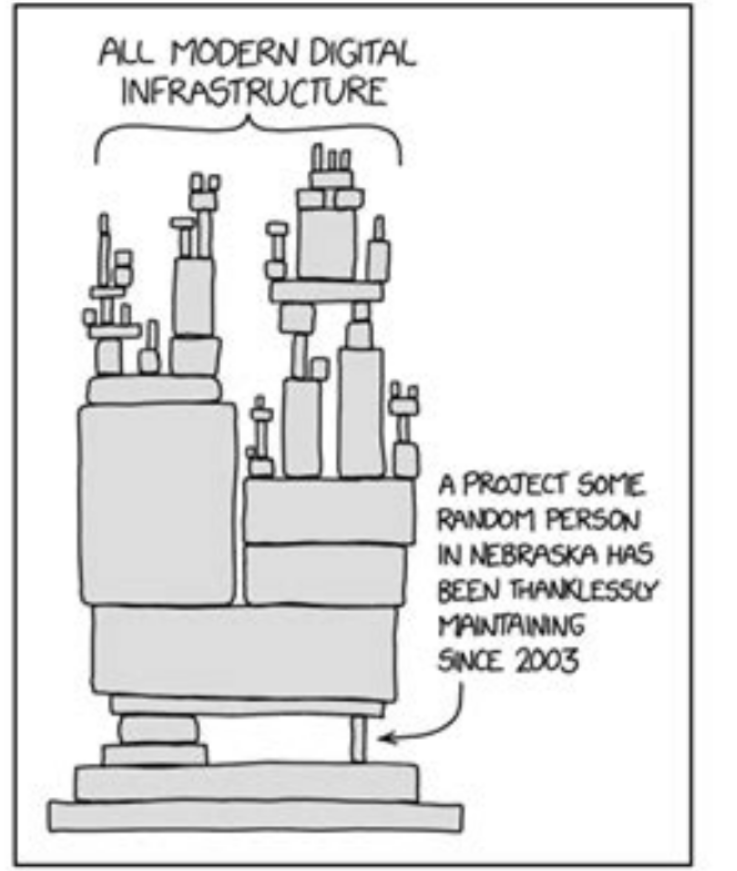 ALL MODERN DIGITAL
INFRASTRUCTURE
A PROJECT SOME
RANDOM PERSON
IN NEBRASKA HAS
BEEN THANKLESSLY
MAINTAINING
SINCE 2003